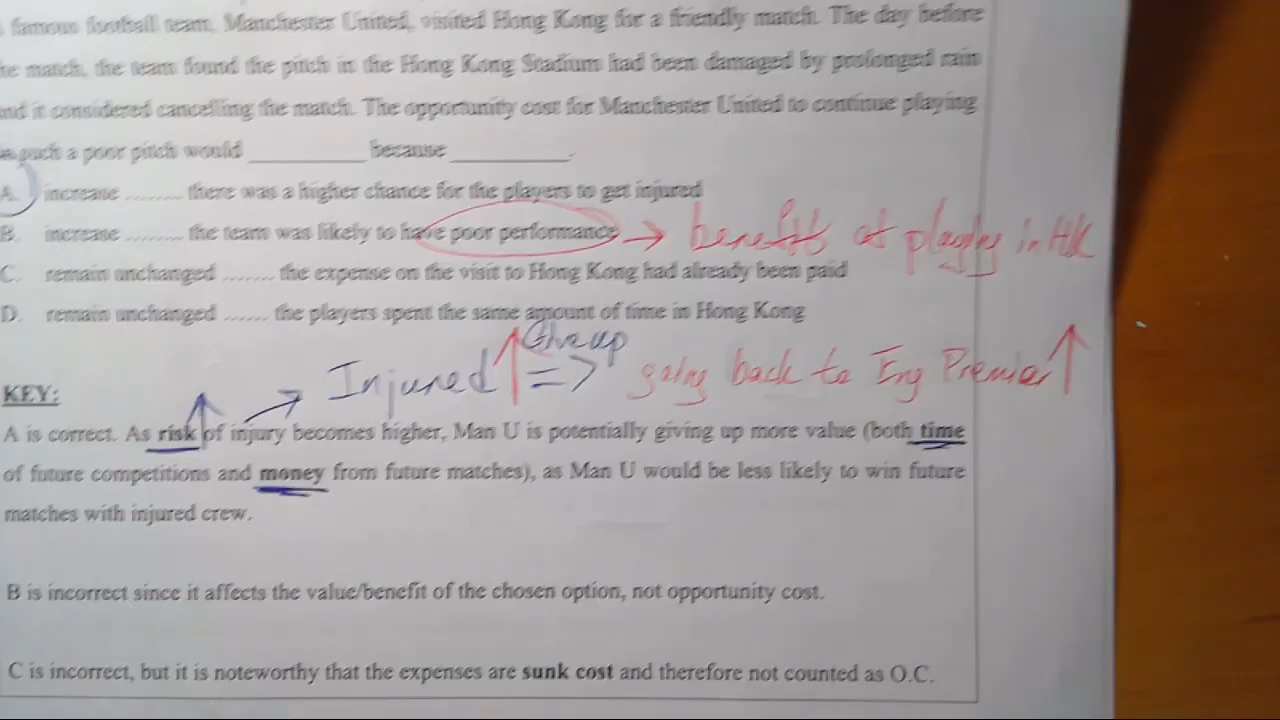 famous football team, Manchester United, visited Hong Kong for a friendly match. The day before
he match, the team found the pitch in the Hong Kong Stadium had been damaged by prolonged rain
and it considered cancelling the match. The opportunity cost for Manchester United to continue playing
such a poor pitch would __________ because __________.
A. increase ........ there was a higher chance for the players to get injured
B. increase ........ the team was likely to have poor performance → benefits of playing in HK
C. remain unchanged ....... the expense on the visit to Hong Kong had already been paid
D. remain unchanged ...... the players spent the same amount of time in Hong Kong
Give up
→ Injured ↑ => going back to Eng Premier ↑
KEY:
A is correct. As risk of injury becomes higher, Man U is potentially giving up more value (both time
of future competitions and money from future matches), as Man U would be less likely to win future
matches with injured crew.
B is incorrect since it affects the value/benefit of the chosen option, not opportunity cost.
C is incorrect, but it is noteworthy that the expenses are sunk cost and therefore not counted as O.C.